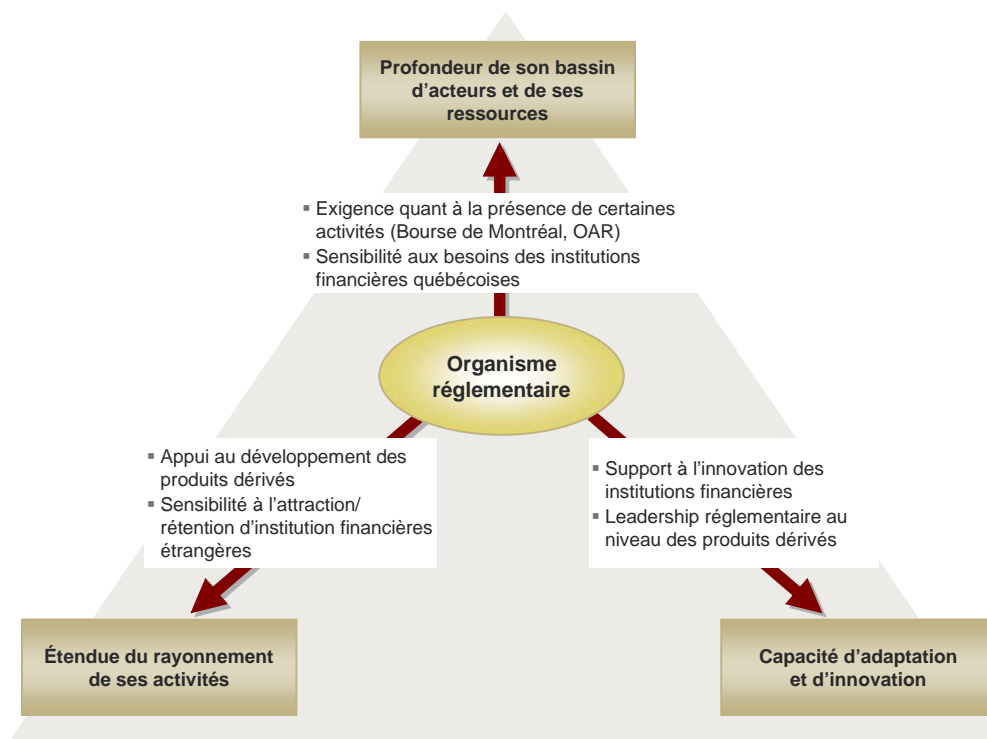 Profondeur de son bassin
d'acteurs et de ses
ressources
▪ Exigence quant à la présence de certaines
activités (Bourse de Montréal, OAR)
▪ Sensibilité aux besoins des institutions
financières québécoises
Organisme
réglementaire
▪ Appui au développement des
produits dérivés
▪ Sensibilité à l'attraction/
rétention d'institution financières
étrangères
▪ Support à l'innovation des
institutions financières
▪ Leadership réglementaire au
niveau des produits dérivés
Étendue du rayonnement
de ses activités
Capacité d'adaptation
et d'innovation